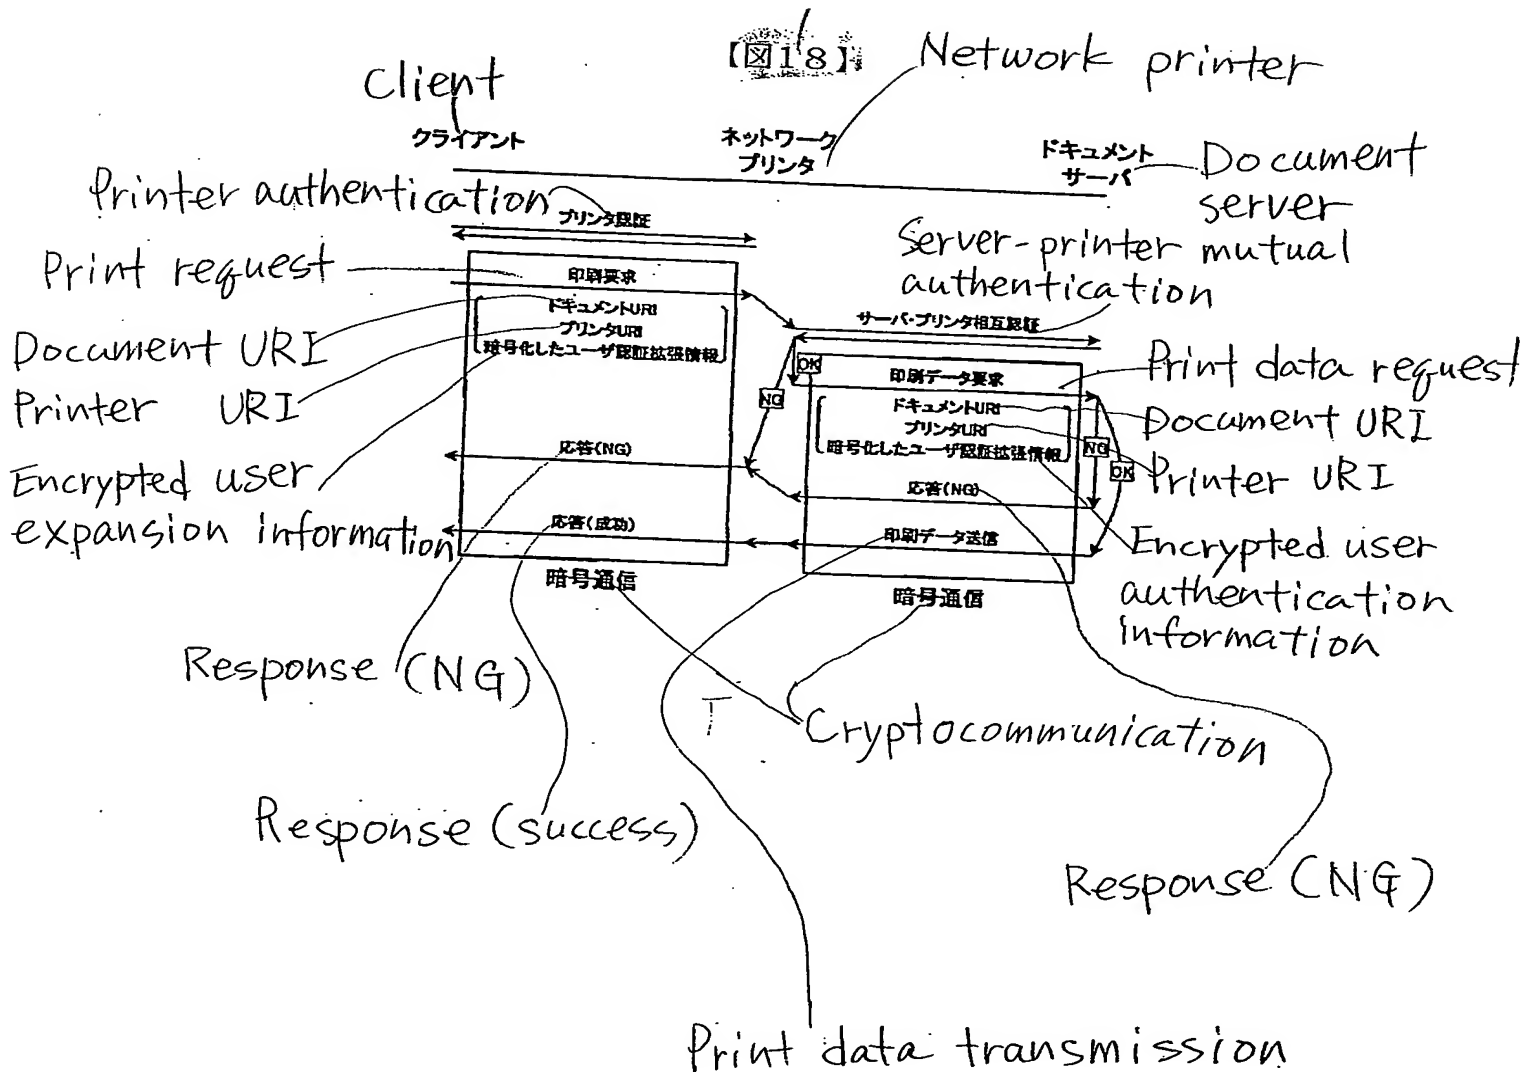 【図18】
Network printer
Client
クライアント
ネットワーク
プリンタ
ドキュメント
サーバ
Document
server
Printer authentication
プリンタ認証
Server-printer mutual
authentication
Print request
印刷要求
ドキュメントURI
プリンタURI
暗号化したユーザ認証拡張情報
サーバ・プリンタ相互認証
Document URI
Printer URI
Encrypted user
expansion information
OK
NG
印刷データ要求
Print data request
ドキュメントURI
プリンタURI
暗号化したユーザ認証拡張情報
NG
OK
Document URI
Printer URI
応答(NG)
応答(NG)
応答(成功)
印刷データ送信
Encrypted user
authentication
information
暗号通信
暗号通信
Response (NG)
Cryptocommunication
Response (success)
Response (NG)
Print data transmission